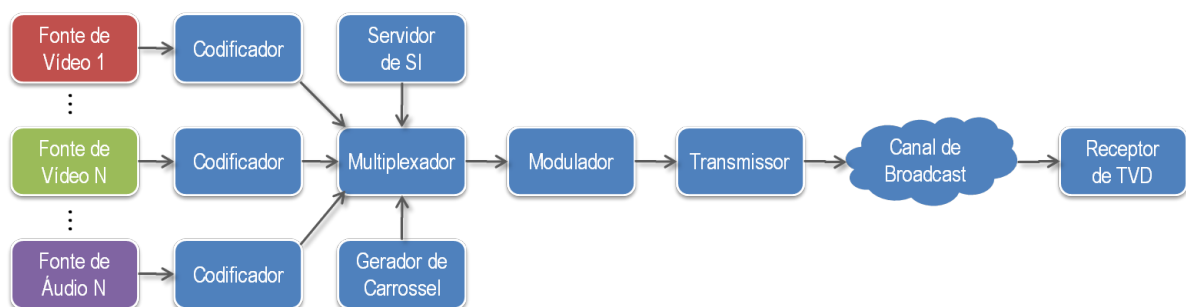 Fonte de
Vídeo 1
Codificador
Servidor
de SI
Fonte de
Vídeo N
Codificador
Multiplexador
Modulador
Transmissor
Canal de
Broadcast
Receptor
de TVD
Fonte de
Áudio N
Codificador
Gerador de
Carrossel